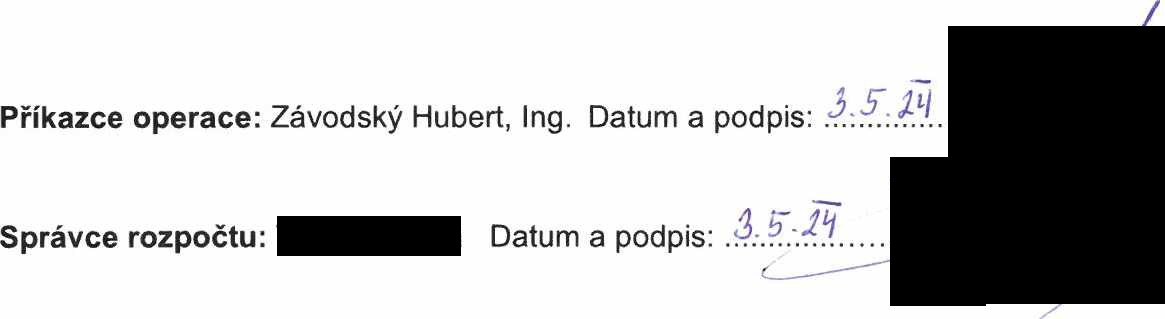 Příkazce operace: Závodský Hubert, Ing. Datum a podpis: 3.5.24
Správce rozpočtu: Datum a podpis: 3.5.24